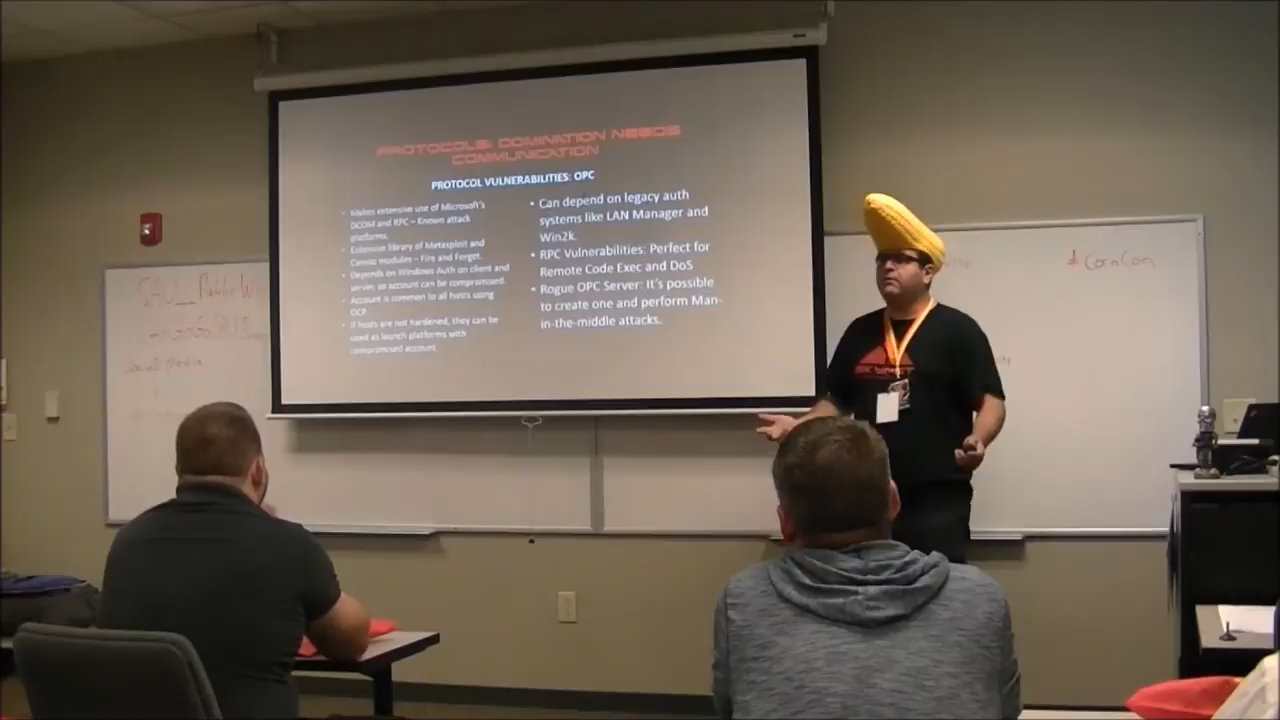 PROTOCOLS: DOMINATION NEEDS
COMMUNICATION
PROTOCOL VULNERABILITIES: OPC
• Makes extensive use of Microsoft's
DCOM and RPC – Known attack
platforms.
• Extensive library of Metasploit and
Canvas modules – Fire and Forget.
• Depends on Windows Auth on client and
server, so account can be compromised.
• Account is common to all hosts using
OCP
• If hosts are not hardened, they can be
used as launch platforms with
compromised account.
• Can depend on legacy auth
systems like LAN Manager and
Win2k.
• RPC Vulnerabilities: Perfect for
Remote Code Exec and DoS
• Rogue OPC Server: It's possible
to create one and perform Man-
in-the-middle attacks.
SAU_Public
Social
# CornCon
SKYNET